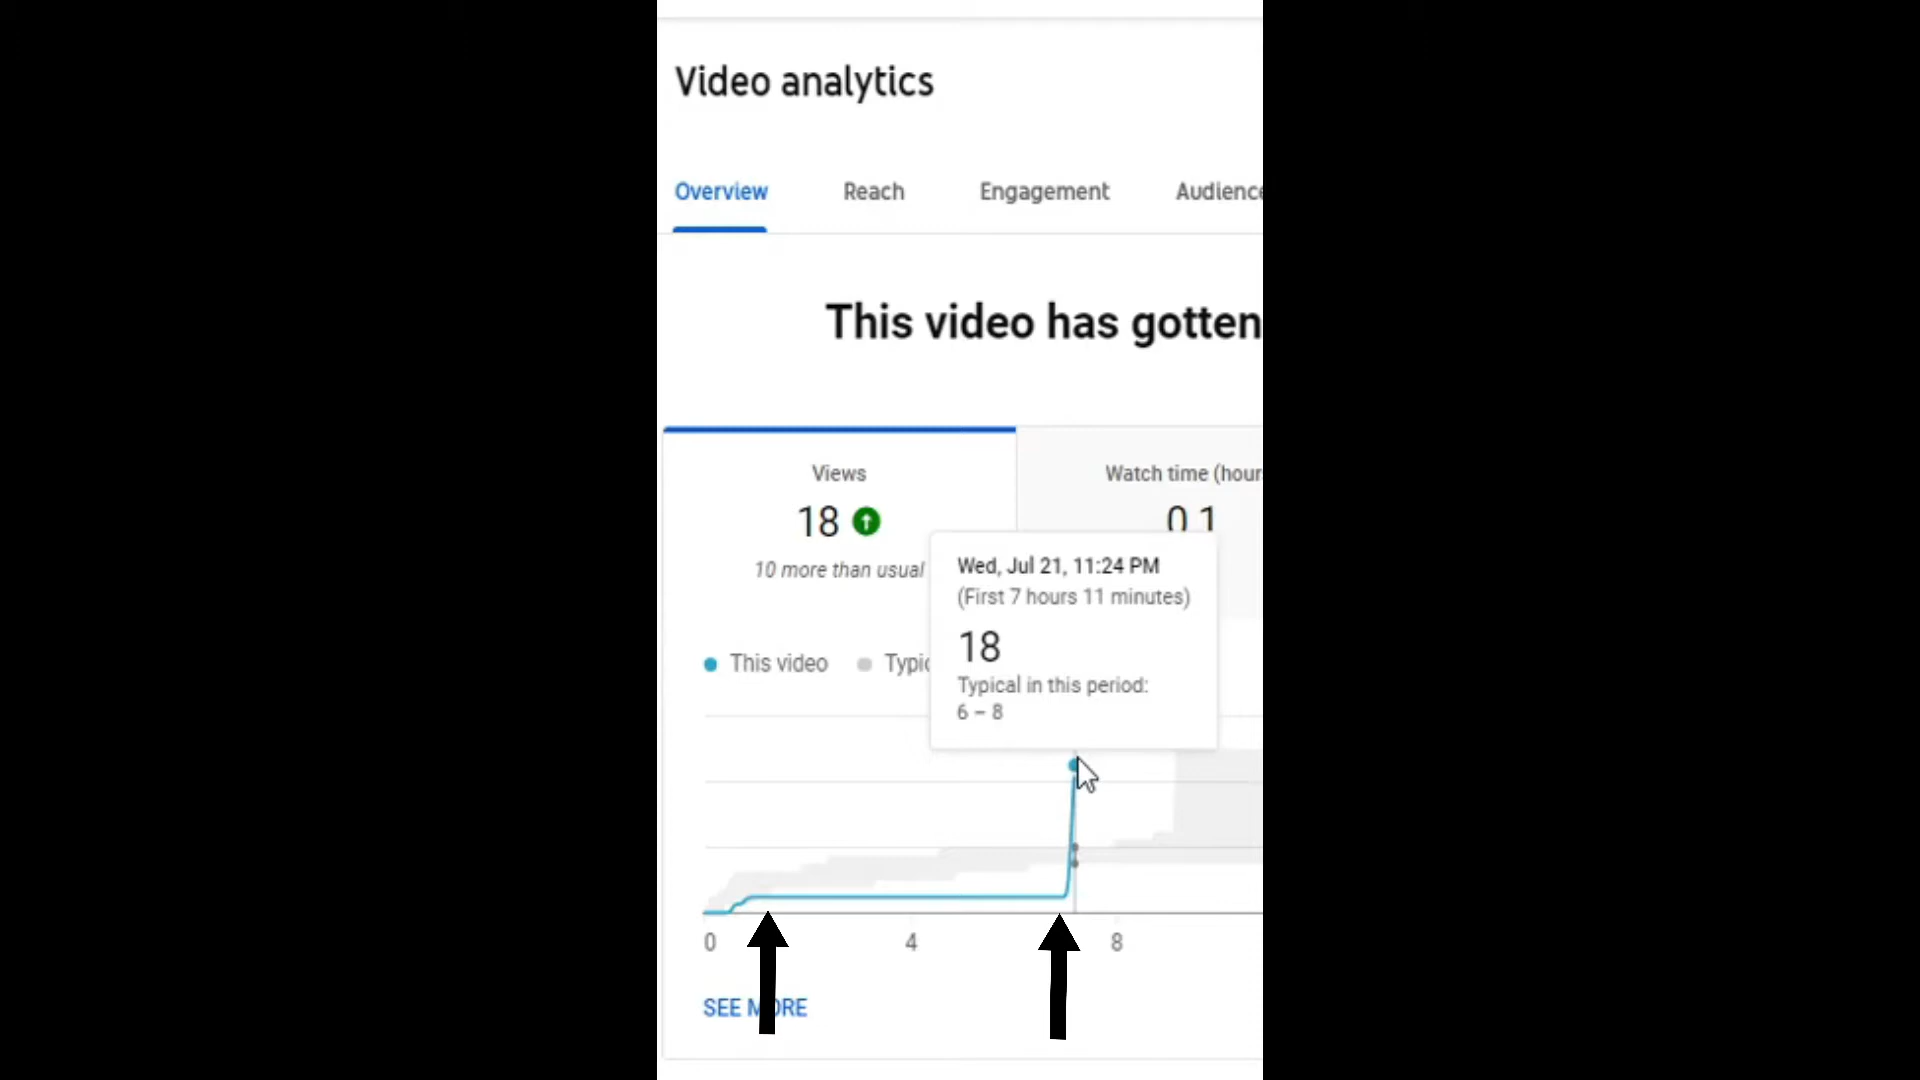 Video analytics
Overview Reach Engagement Audience
This video has gotten
Views
18
10 more than usual
Watch time (hour
0.1
Wed, Jul 21, 11:24 PM
(First 7 hours 11 minutes)
18
Typical in this period:
6 – 8
This video Typic
0 4 8
SEE MORE